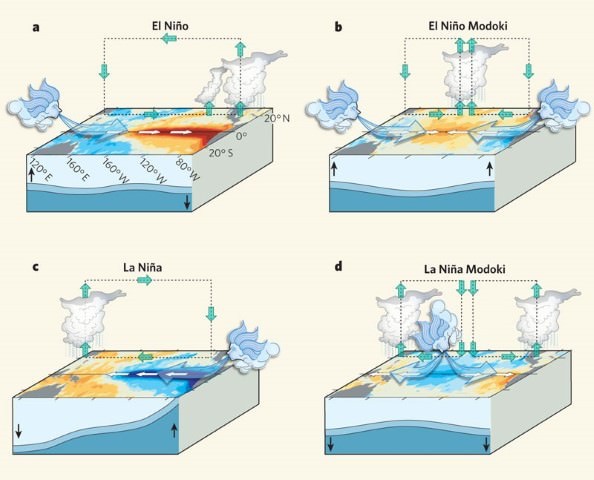 a
El Niño
20° N
0°
20° S
120°E
160°E
160°W
120°W
80°W
b
El Niño Modoki
c
La Niña
d
La Niña Modoki